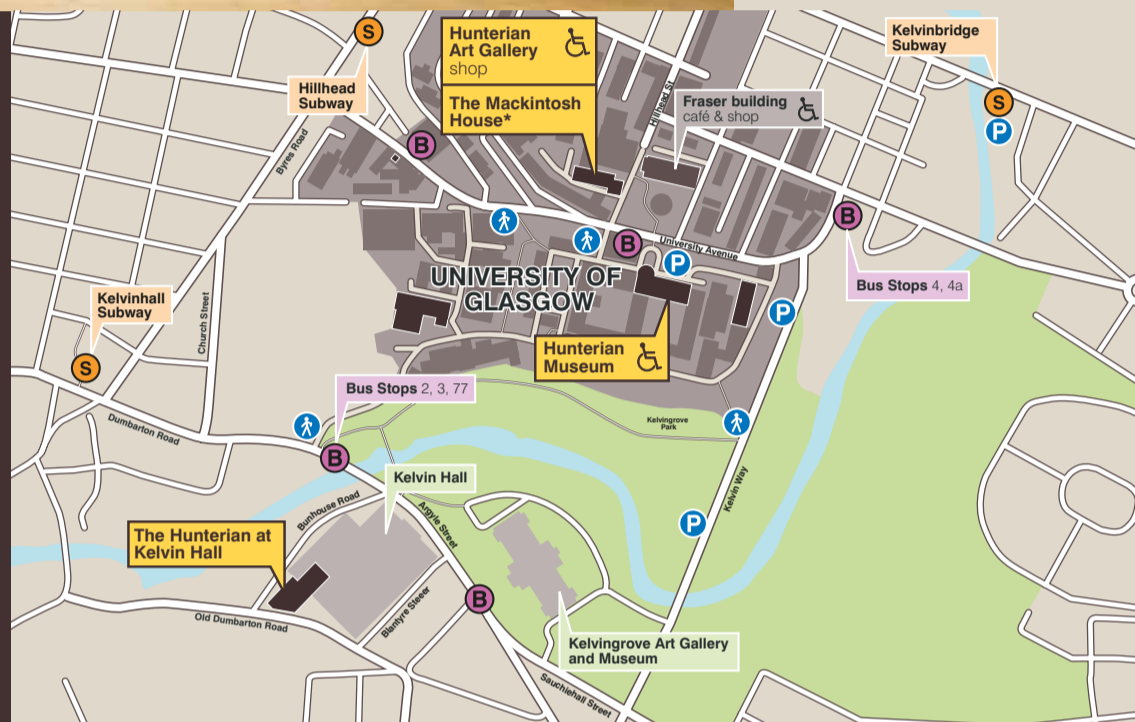 Kelvinbridge
Subway
S
P
S
Hillhead
Subway
Hunterian
Art Gallery
shop
The Mackintosh
House*
Hillhead St
Fraser building
café & shop
Byres Road
B
B
Bus Stops 4, 4a
B
University Avenue
P
UNIVERSITY OF
GLASGOW
Kelvinhall
Subway
S
Church Street
P
Hunterian
Museum
Bus Stops 2, 3, 77
Dumbarton Road
B
Kelvingrove
Park
Kelvin Way
P
Kelvin Hall
Bunhouse Road
Argyle Street
The Hunterian at
Kelvin Hall
B
Blantyre Steeer
Old Dumbarton Road
Kelvingrove Art Gallery
and Museum
Sauchiehall Street